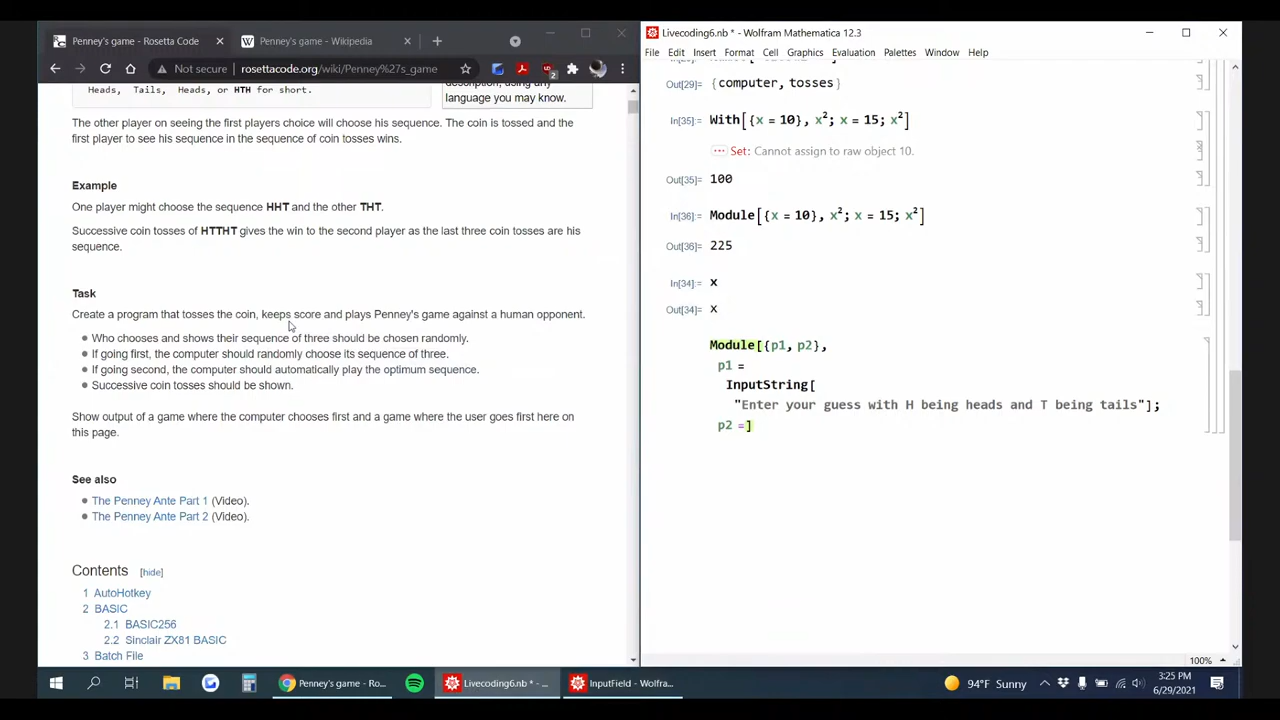 Penney's game - Rosetta Code
Penney's game - Wikipedia
Not secure
rosettacode.org/wiki/Penney%27s_game
2
Heads, Tails, Heads, or HTH for short.
language you may know.
The other player on seeing the first players choice will choose his sequence. The coin is tossed and the
first player to see his sequence in the sequence of coin tosses wins.
Example
One player might choose the sequence HHT and the other THT.
Successive coin tosses of HTTHT gives the win to the second player as the last three coin tosses are his
sequence.
Task
Create a program that tosses the coin, keeps score and plays Penney's game against a human opponent.
Who chooses and shows their sequence of three should be chosen randomly.
If going first, the computer should randomly choose its sequence of three.
If going second, the computer should automatically play the optimum sequence.
Successive coin tosses should be shown.
Show output of a game where the computer chooses first and a game where the user goes first here on
this page.
See also
The Penney Ante Part 1 (Video).
The Penney Ante Part 2 (Video).
Contents [hide]
1 AutoHotkey
2 BASIC
2.1 BASIC256
2.2 Sinclair ZX81 BASIC
3 Batch File
Livecoding6.nb * - Wolfram Mathematica 12.3
File Edit Insert Format Cell Graphics Evaluation Palettes Window Help
Out[29]= {computer, tosses}
In[35]:= With[{x = 10}, x²; x = 15; x²]
Set: Cannot assign to raw object 10.
Out[35]= 100
In[36]:= Module[{x = 10}, x²; x = 15; x²]
Out[36]= 225
In[34]:= x
Out[34]= x
Module[{p1, p2},
p1 =
InputString[
"Enter your guess with H being heads and T being tails"];
p2 =]
100%
Penney's game - Ro...
Livecoding6.nb * - ...
InputField - Wolfra...
94°F Sunny
3:25 PM
6/29/2021